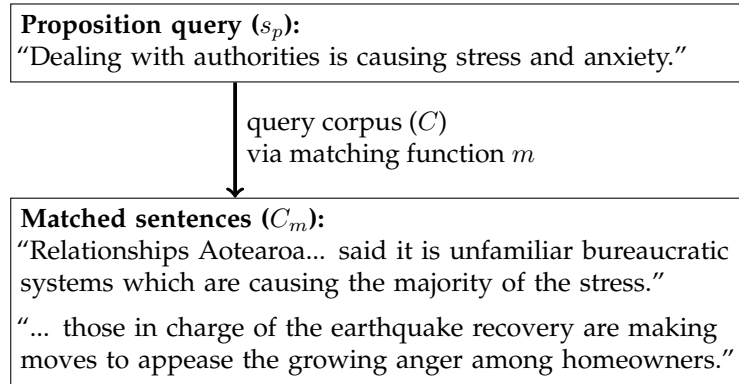 Proposition query (s_p):
“Dealing with authorities is causing stress and anxiety.”
query corpus (C)
via matching function m
Matched sentences (C_m):
“Relationships Aotearoa... said it is unfamiliar bureaucratic
systems which are causing the majority of the stress.”
“... those in charge of the earthquake recovery are making
moves to appease the growing anger among homeowners.”